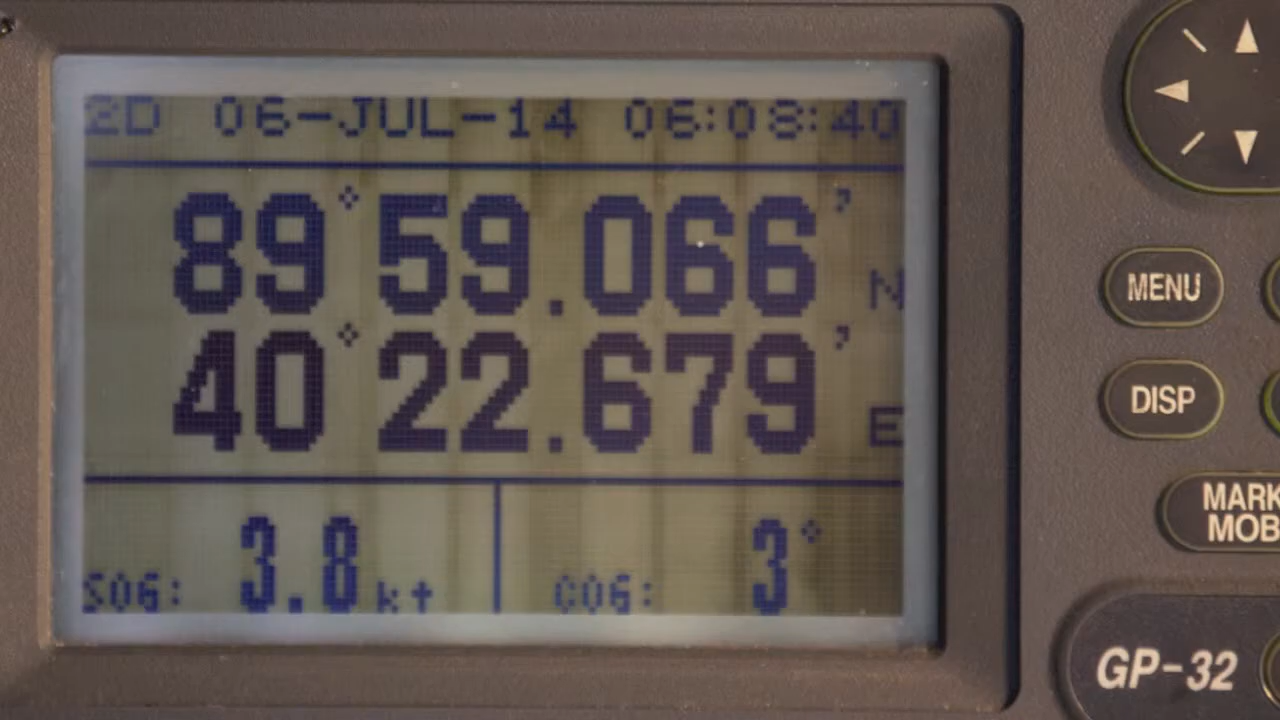 2D 06-JUL-14 06:08:40
89°59.066' N
40°22.679' E
SOG: 3.8kt COG: 3°
MENU
DISP
MARK
MOB
GP-32